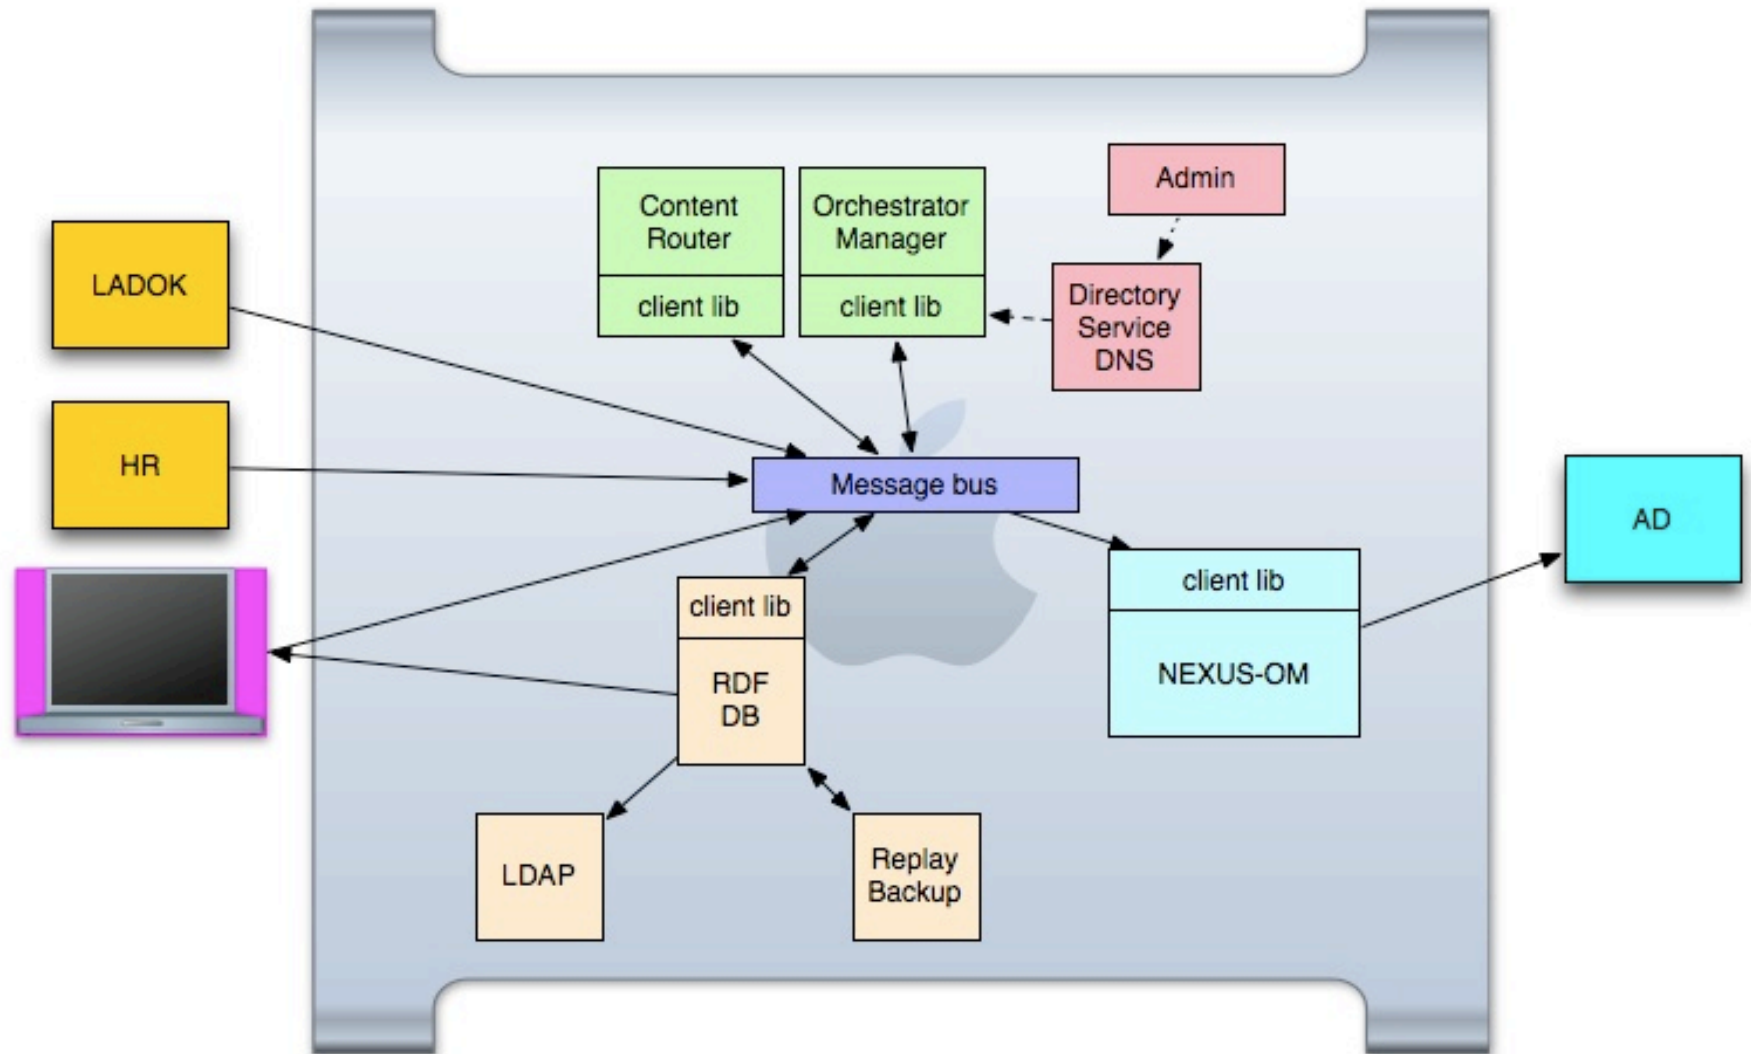 Admin
Content
Router
client lib
Orchestrator
Manager
client lib
Directory
Service
DNS
LADOK
HR
Message bus
AD
client lib
NEXUS-OM
client lib
RDF
DB
LDAP
Replay
Backup